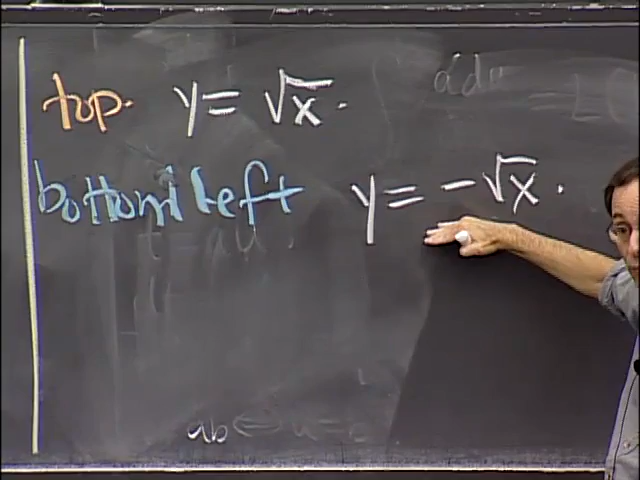 top. y = √x .
bottom left y = -√x .